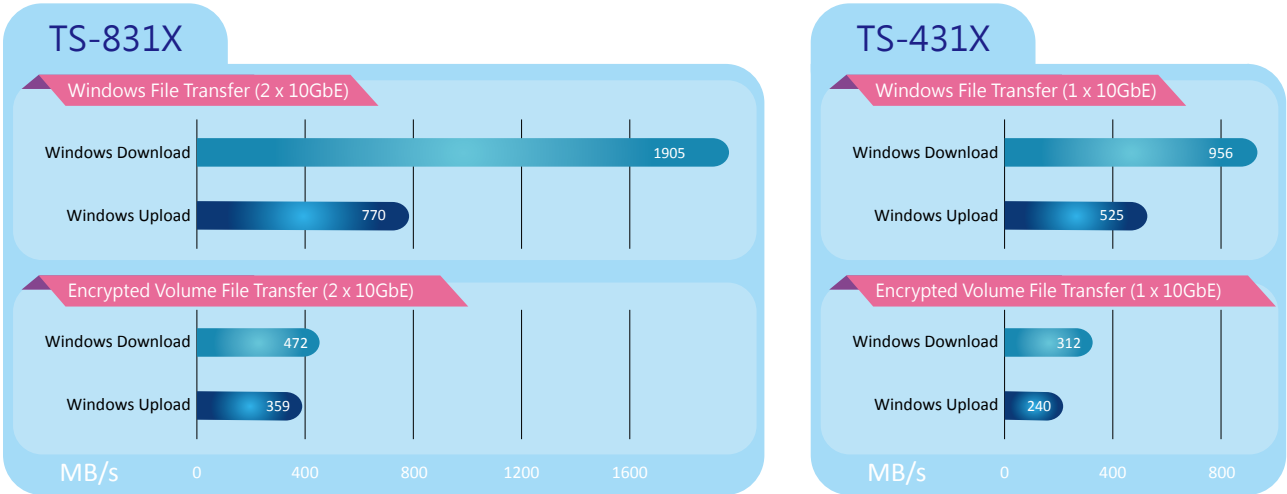 TS-831X
Windows File Transfer (2 x 10GbE)
Windows Download 1905
Windows Upload 770
Encrypted Volume File Transfer (2 x 10GbE)
Windows Download 472
Windows Upload 359
MB/s 0 400 800 1200 1600
TS-431X
Windows File Transfer (1 x 10GbE)
Windows Download 956
Windows Upload 525
Encrypted Volume File Transfer (1 x 10GbE)
Windows Download 312
Windows Upload 240
MB/s 0 400 800